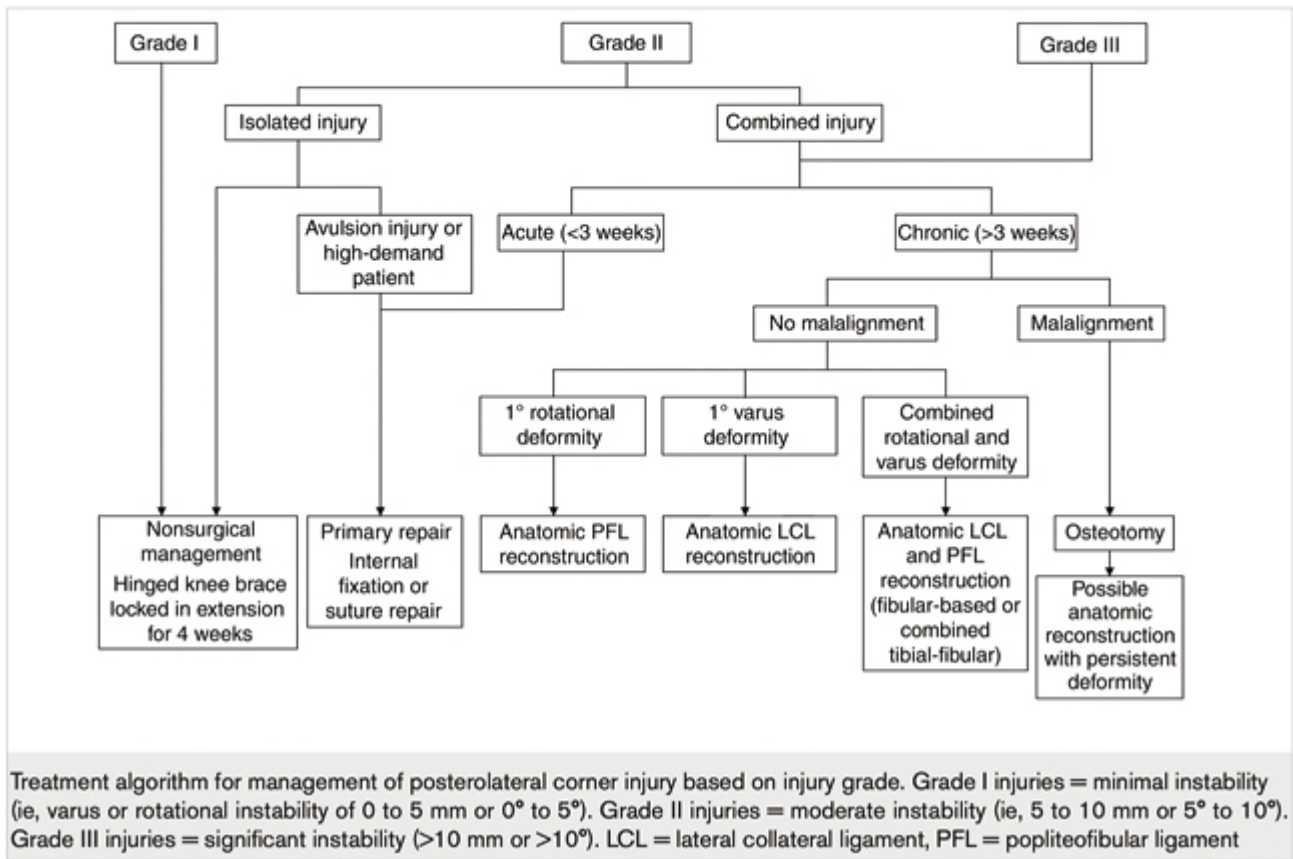 Grade I
Grade II
Grade III
Isolated injury
Combined injury
Avulsion injury or
high-demand
patient
Acute (<3 weeks)
Chronic (>3 weeks)
No malalignment
Malalignment
1° rotational
deformity
1° varus
deformity
Combined
rotational and
varus deformity
Nonsurgical
management
Hinged knee brace
locked in extension
for 4 weeks
Primary repair
Internal
fixation or
suture repair
Anatomic PFL
reconstruction
Anatomic LCL
reconstruction
Anatomic LCL
and PFL
reconstruction
(fibular-based or
combined
tibial-fibular)
Osteotomy
Possible
anatomic
reconstruction
with persistent
deformity
Treatment algorithm for management of posterolateral corner injury based on injury grade. Grade I injuries = minimal instability
(ie, varus or rotational instability of 0 to 5 mm or 0° to 5°). Grade II injuries = moderate instability (ie, 5 to 10 mm or 5° to 10°).
Grade III injuries = significant instability (>10 mm or >10°). LCL = lateral collateral ligament, PFL = popliteofibular ligament